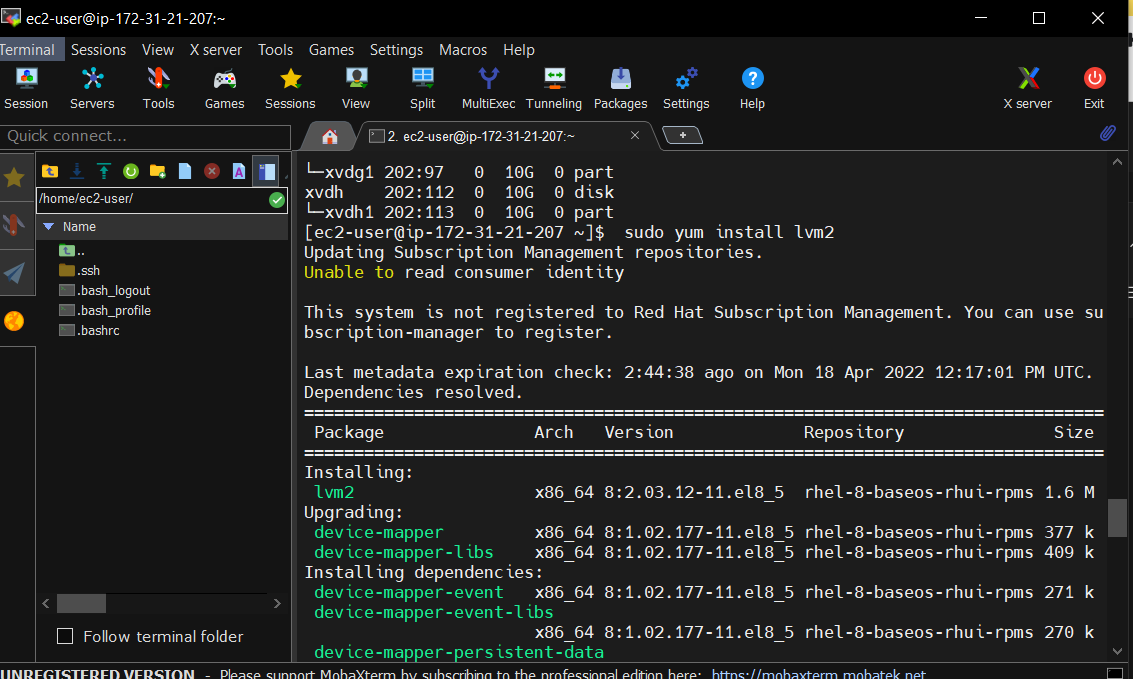 ec2-user@ip-172-31-21-207:~
Terminal Sessions View X server Tools Games Settings Macros Help
Session Servers Tools Games Sessions View Split MultiExec Tunneling Packages Settings Help X server Exit
Quick connect...
2. ec2-user@ip-172-31-21-207:~
/home/ec2-user/
Name
..
.ssh
.bash_logout
.bash_profile
.bashrc
Follow terminal folder
└─xvdg1 202:97   0  10G  0 part
xvdh    202:112  0  10G  0 disk
└─xvdh1 202:113  0  10G  0 part
[ec2-user@ip-172-31-21-207 ~]$  sudo yum install lvm2
Updating Subscription Management repositories.
Unable to read consumer identity
This system is not registered to Red Hat Subscription Management. You can use su
bscription-manager to register.
Last metadata expiration check: 2:44:38 ago on Mon 18 Apr 2022 12:17:01 PM UTC.
Dependencies resolved.
================================================================================
Package Arch Version Repository Size
================================================================================
Installing:
lvm2 x86_64 8:2.03.12-11.el8_5 rhel-8-baseos-rhui-rpms 1.6 M
Upgrading:
device-mapper x86_64 8:1.02.177-11.el8_5 rhel-8-baseos-rhui-rpms 377 k
device-mapper-libs x86_64 8:1.02.177-11.el8_5 rhel-8-baseos-rhui-rpms 409 k
Installing dependencies:
device-mapper-event x86_64 8:1.02.177-11.el8_5 rhel-8-baseos-rhui-rpms 271 k
device-mapper-event-libs
x86_64 8:1.02.177-11.el8_5 rhel-8-baseos-rhui-rpms 270 k
device-mapper-persistent-data
UNREGISTERED VERSION - Please support MobaXterm by subscribing to the professional edition here: https://mobaxterm.mobatek.net